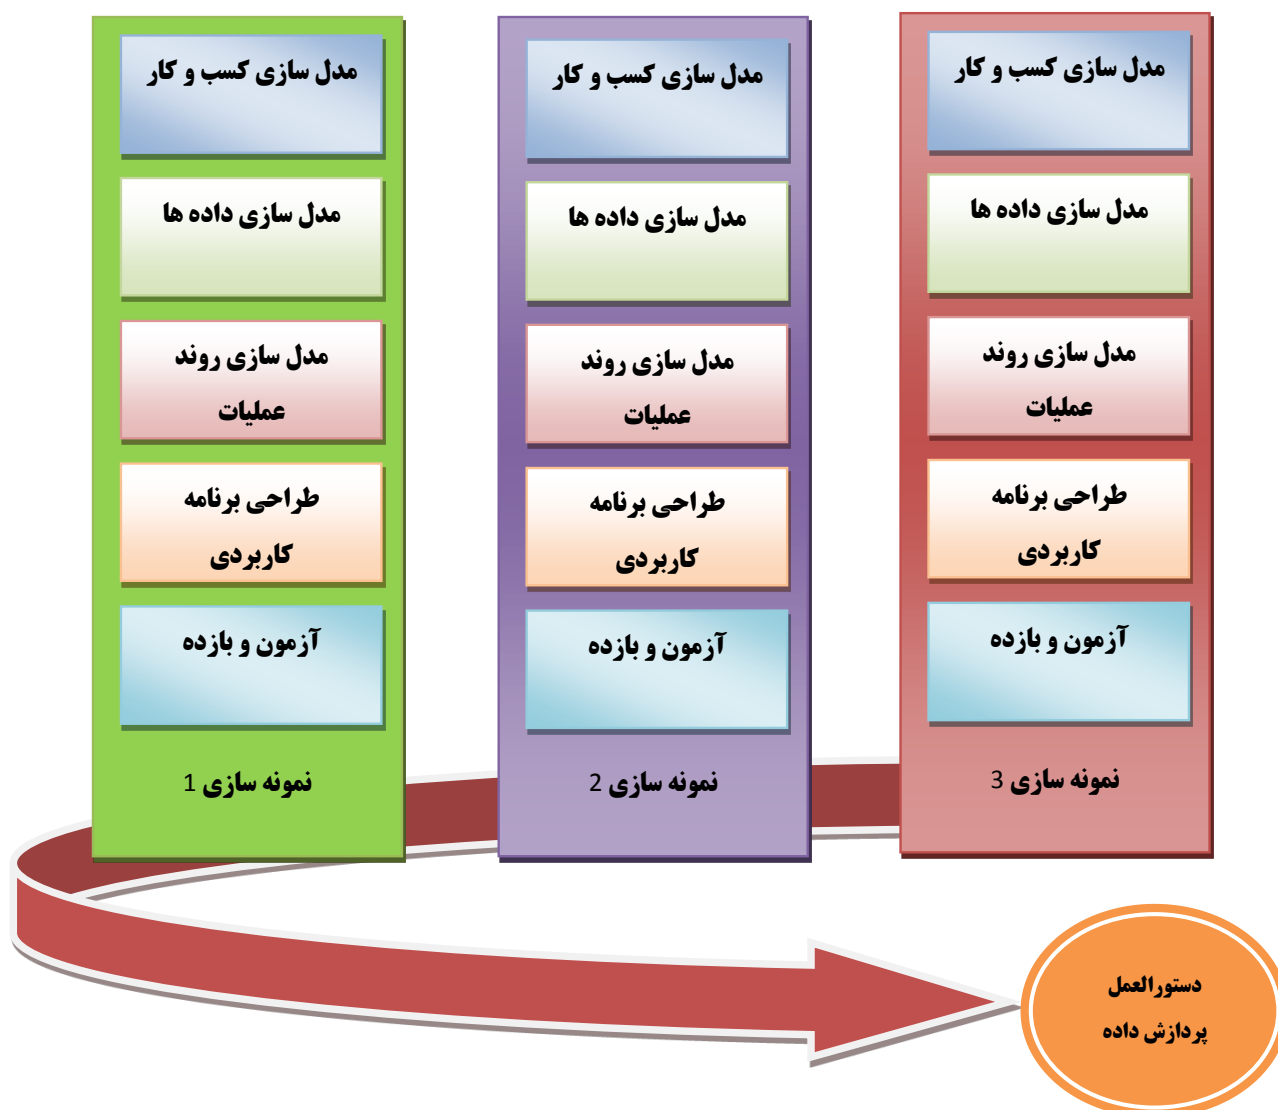 مدل سازی کسب و کار
مدل سازی داده ها
مدل سازی روند
عملیات
طراحی برنامه
کاربردی
آزمون و بازده
نمونه سازی 3
مدل سازی کسب و کار
مدل سازی داده ها
مدل سازی روند
عملیات
طراحی برنامه
کاربردی
آزمون و بازده
نمونه سازی 2
مدل سازی کسب و کار
مدل سازی داده ها
مدل سازی روند
عملیات
طراحی برنامه
کاربردی
آزمون و بازده
نمونه سازی 1
دستورالعمل
پردازش داده